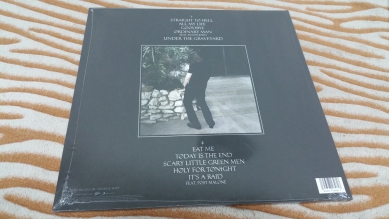 STRAIGHT TO HELL
ALL MY LIFE
GOODBYE
ORDINARY MAN
UNDER THE GRAVEYARD
EAT ME
TODAY IS THE END
SCARY LITTLE GREEN MEN
HOLY FOR TONIGHT
IT'S A RAID
FEAT. POST MALONE